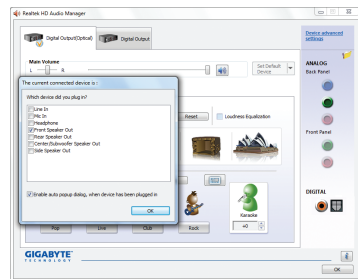 Realtek HD Audio Manager
Digital Output(Optical)
Digital Output
Device advanced settings
Main Volume
L
R
Set Default Device
ANALOG
Back Panel
The current connected device is :
Which device did you plug in?
Line In
Mic In
Headphone
Front Speaker Out
Rear Speaker Out
Center/Subwoofer Speaker Out
Side Speaker Out
Reset
Loudness Equalization
Front Panel
Enable auto popup dialog, when device has been plugged in
OK
Karaoke
+0
DIGITAL
Pop
Live
Club
Rock
GIGABYTE
TECHNOLOGY
OK